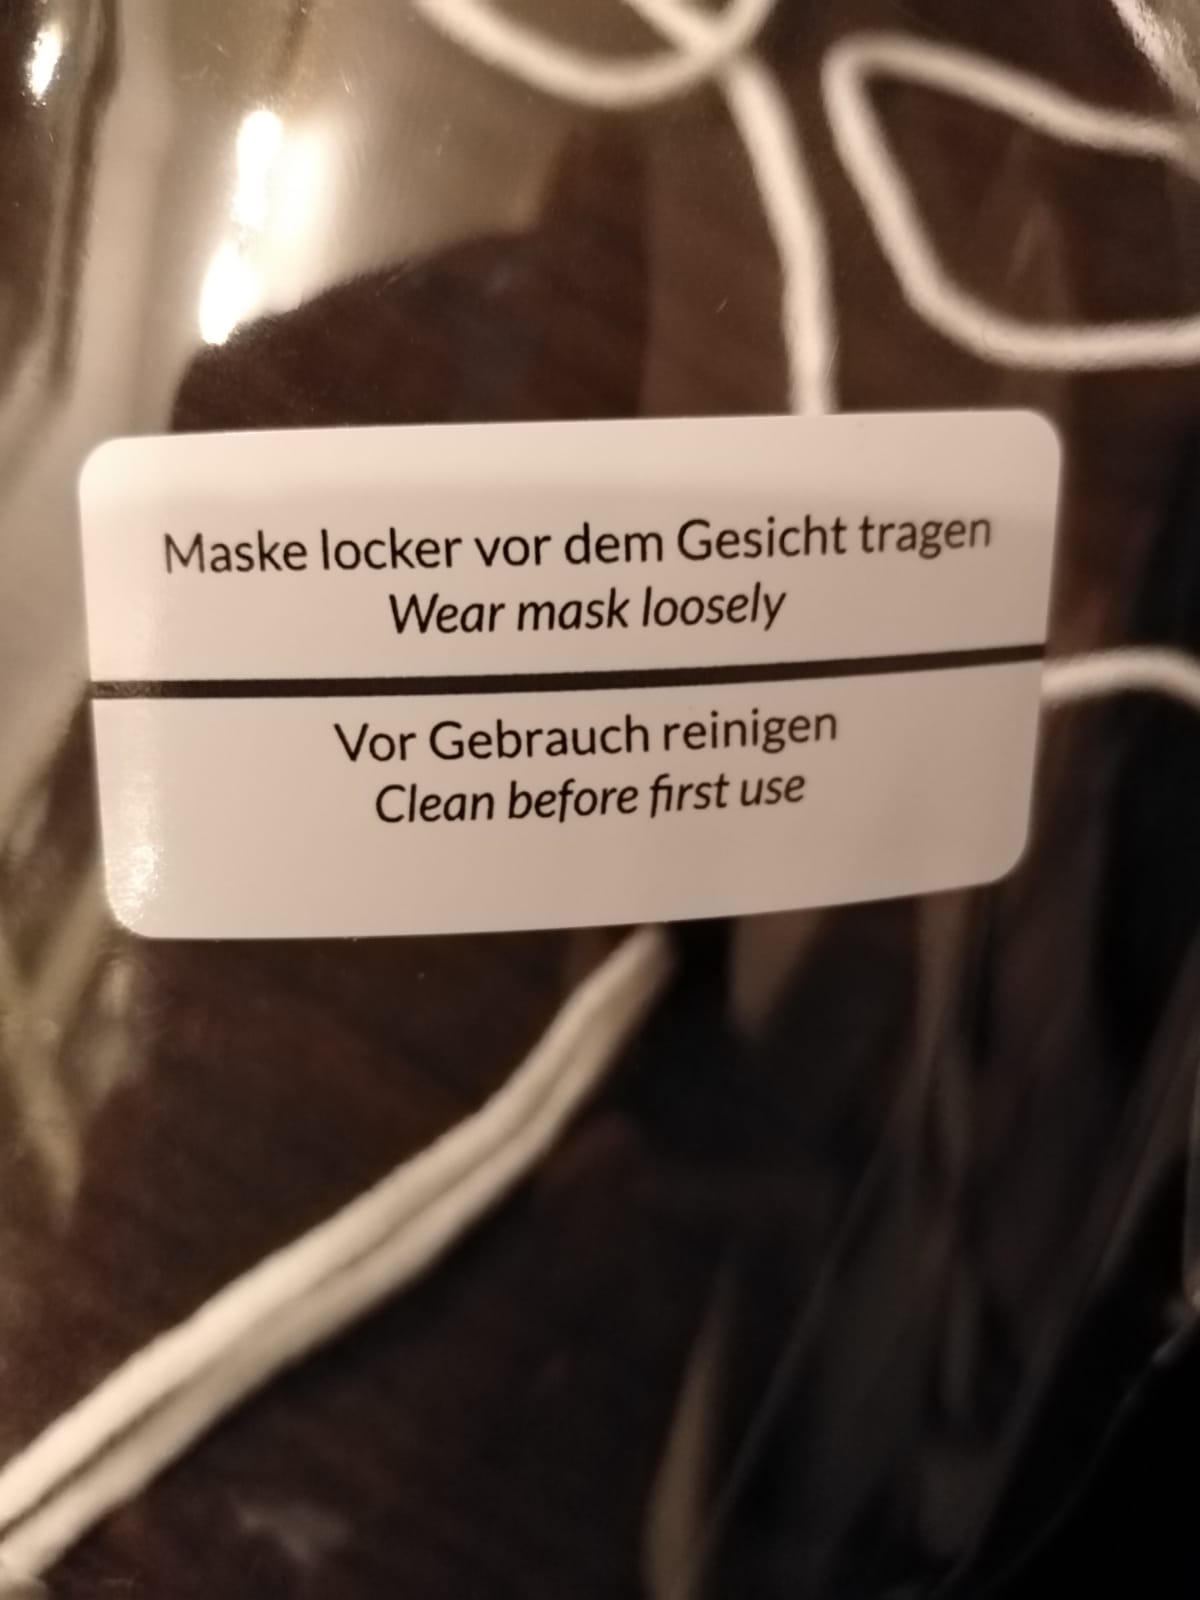 Maske locker vor dem Gesicht tragen
Wear mask loosely
Vor Gebrauch reinigen
Clean before first use